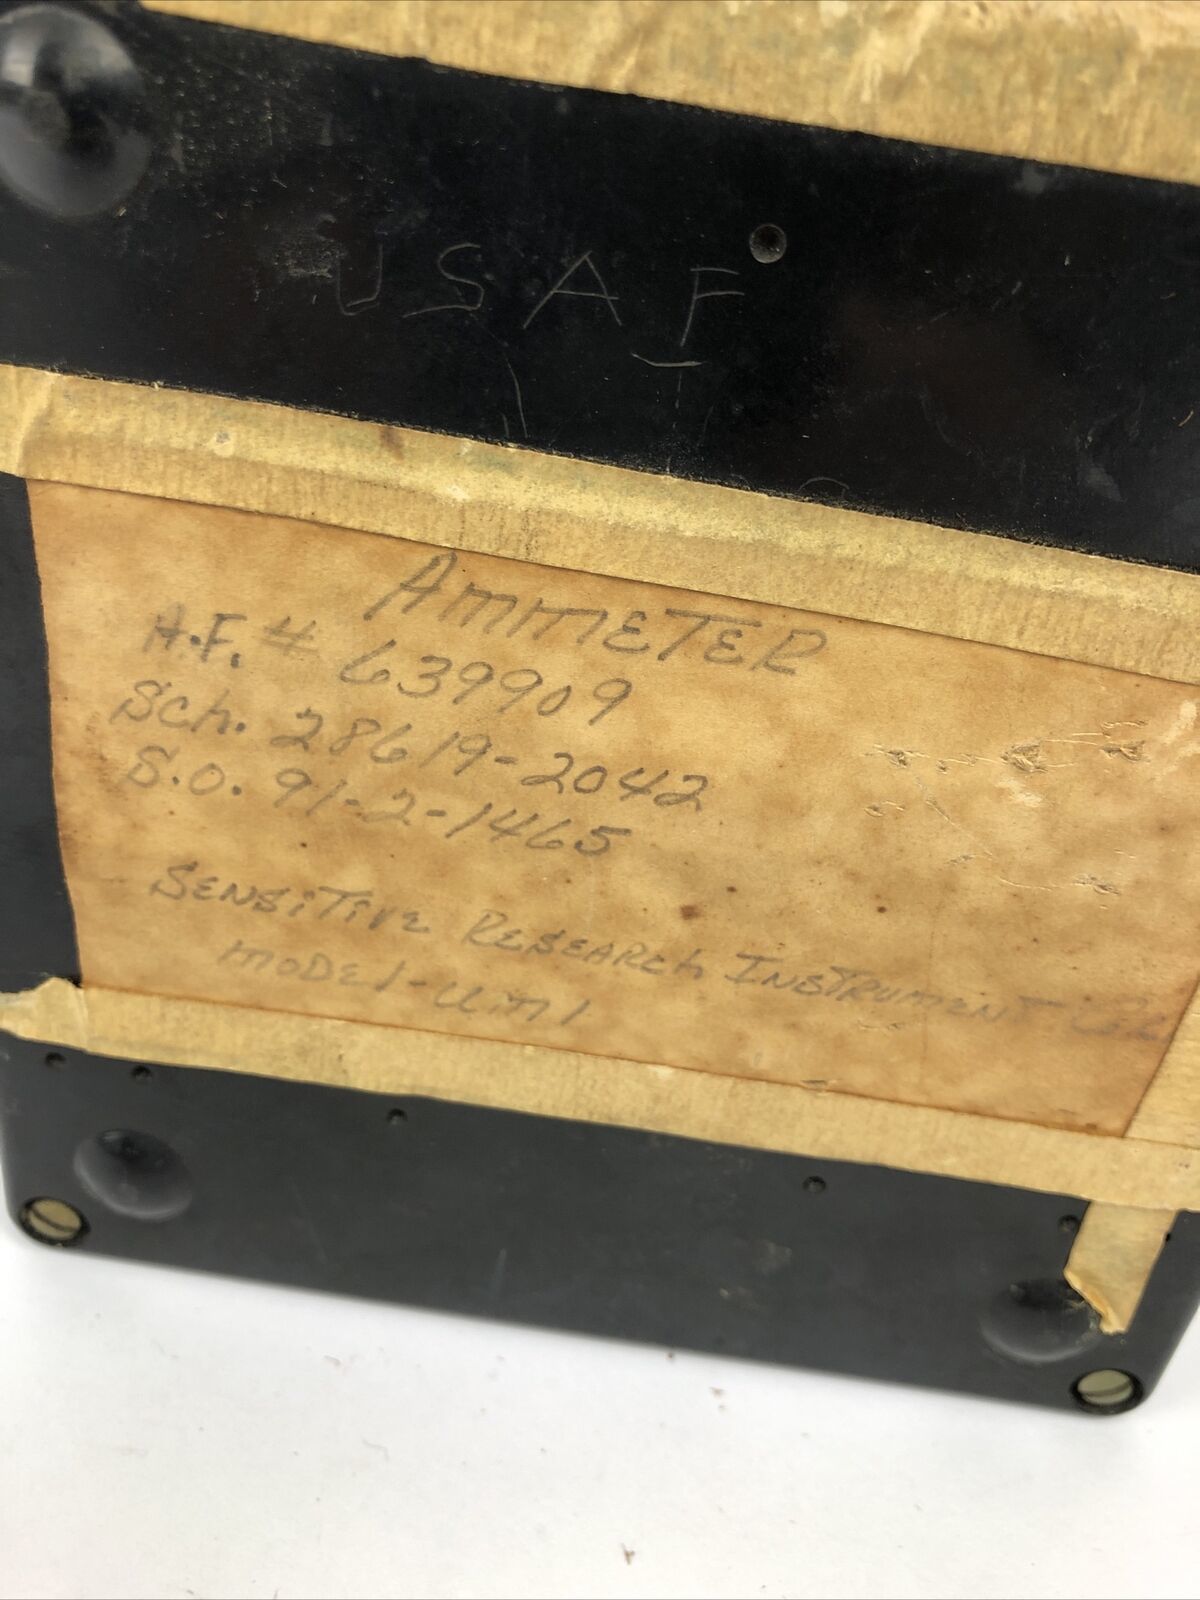 USAF
AMMETER
A.F. # 639909
Sch. 28619-2042
S.O. 91-2-1465
SENSiTivE RESEARCh INSTRUMENT
MODEl-Um1